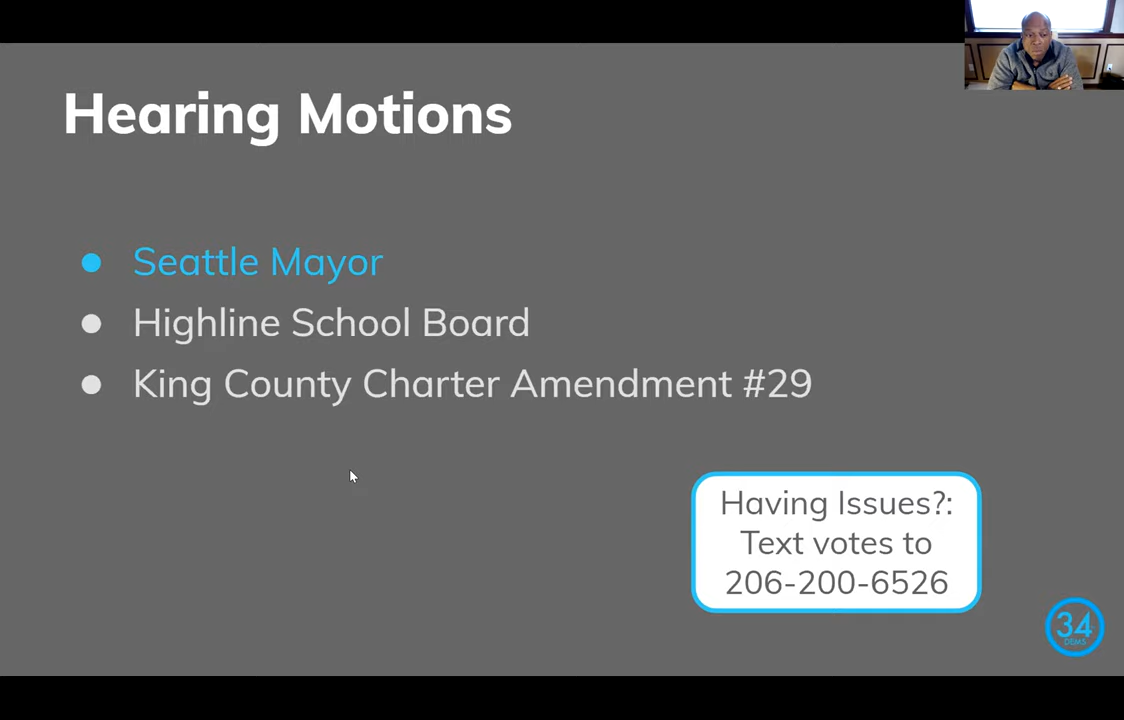 Hearing Motions
Seattle Mayor
Highline School Board
King County Charter Amendment #29
Having Issues?:
Text votes to
206-200-6526
34
DEMS